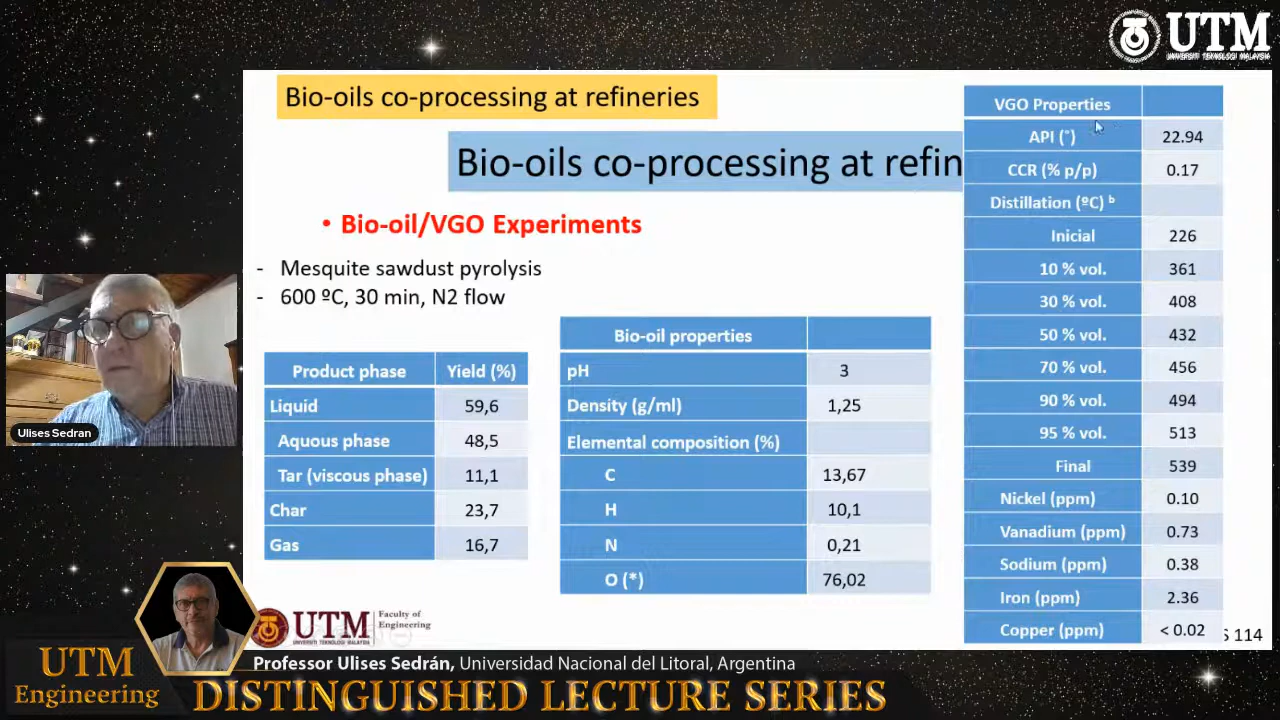 UTM
UNIVERSITI TEKNOLOGI MALAYSIA
Bio-oils co-processing at refineries
Bio-oils co-processing at refin
• Bio-oil/VGO Experiments
- Mesquite sawdust pyrolysis
- 600 ºC, 30 min, N2 flow
Product phase Yield (%)
Liquid 59,6
Aquous phase 48,5
Tar (viscous phase) 11,1
Char 23,7
Gas 16,7
Bio-oil properties
pH 3
Density (g/ml) 1,25
Elemental composition (%)
C 13,67
H 10,1
N 0,21
O (*) 76,02
VGO Properties
API (°) 22.94
CCR (% p/p) 0.17
Distillation (ºC) ᵇ
Inicial 226
10 % vol. 361
30 % vol. 408
50 % vol. 432
70 % vol. 456
90 % vol. 494
95 % vol. 513
Final 539
Nickel (ppm) 0.10
Vanadium (ppm) 0.73
Sodium (ppm) 0.38
Iron (ppm) 2.36
Copper (ppm) < 0.02
114
Ulises Sedran
UTM
UNIVERSITI TEKNOLOGI MALAYSIA
Faculty of
Engineering
UTM
Engineering
Professor Ulises Sedrán, Universidad Nacional del Litoral, Argentina
DISTINGUISHED LECTURE SERIES